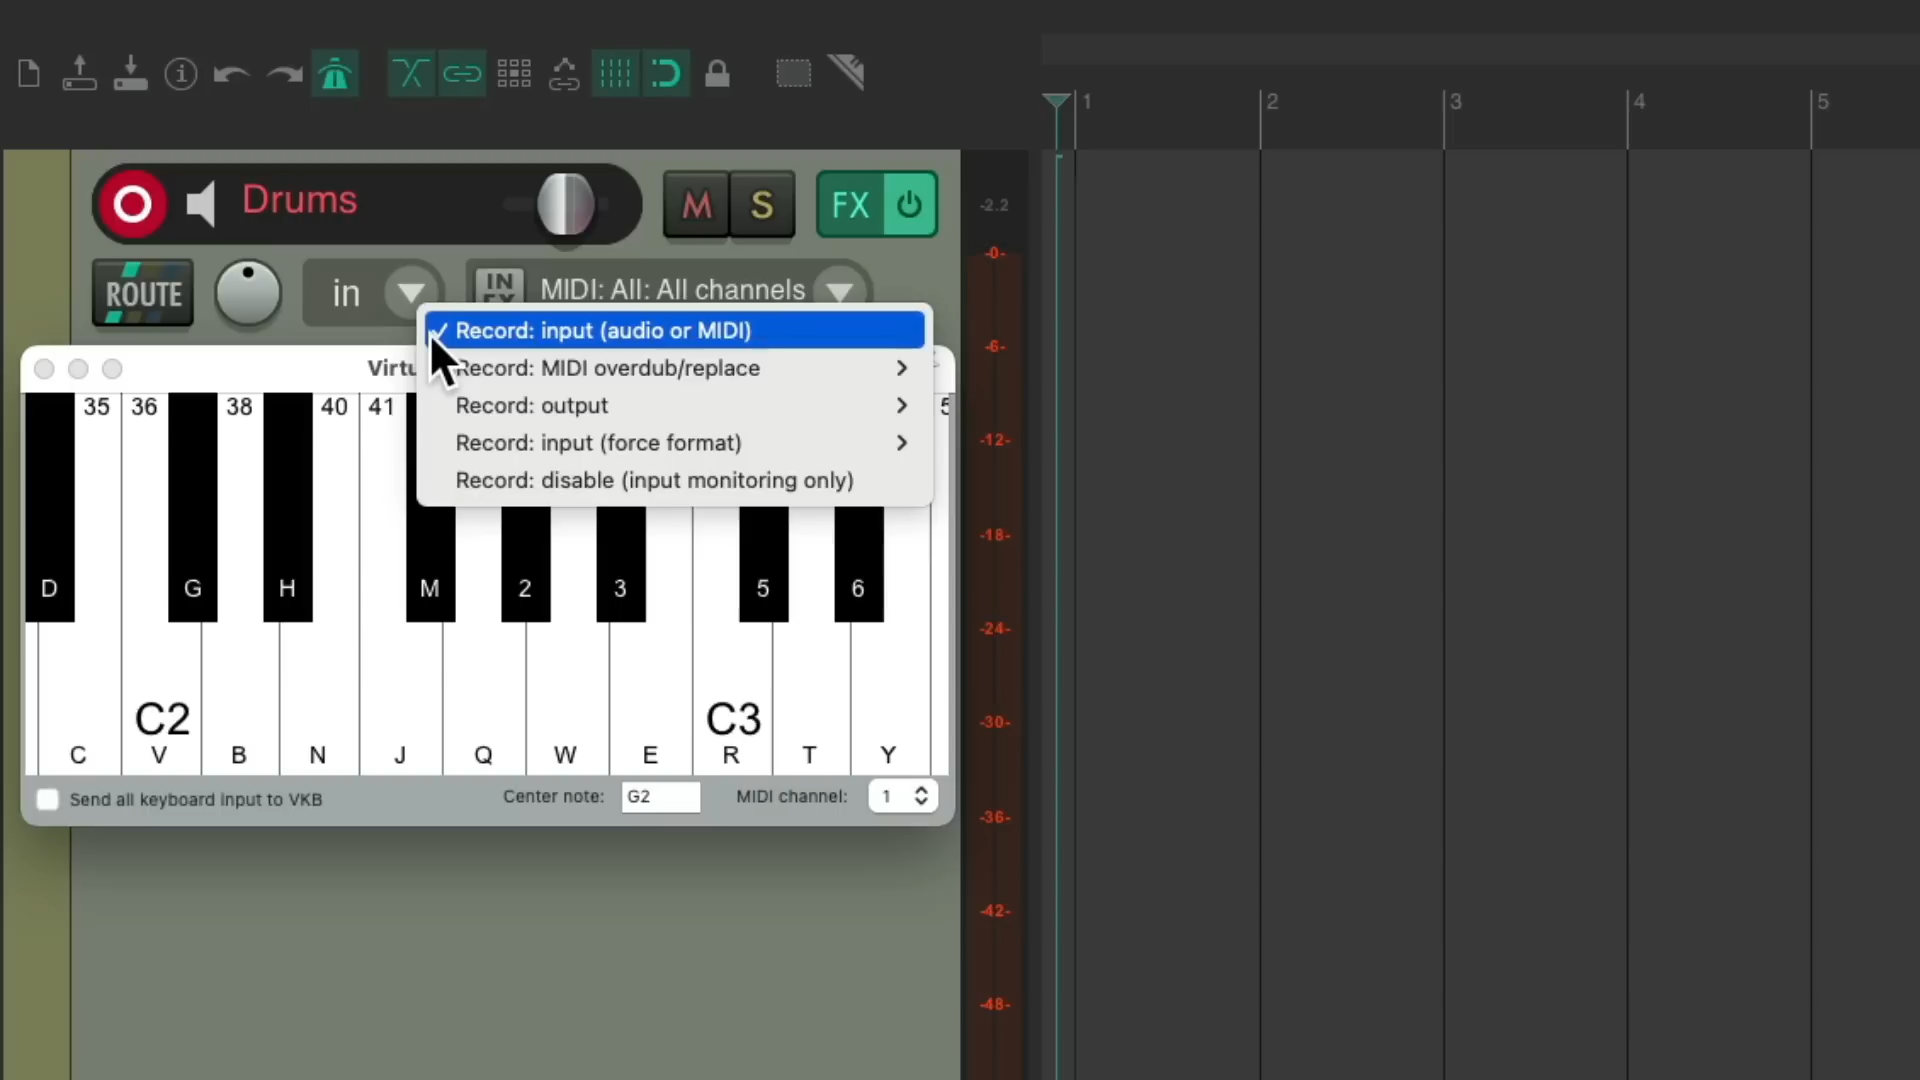 1 2 3 4 5
Drums M S FX
-2.2
-0-
ROUTE in IN MIDI: All: All channels
Record: input (audio or MIDI)
Record: MIDI overdub/replace
Record: output
Record: input (force format)
Record: disable (input monitoring only)
-6-
Virtu
35 36 38 40 41
-12-
-18-
D G H M 2 3 5 6
-24-
C2 C3
-30-
C V B N J Q W E R T Y
Send all keyboard input to VKB Center note: G2 MIDI channel: 1
-36-
-42-
-48-